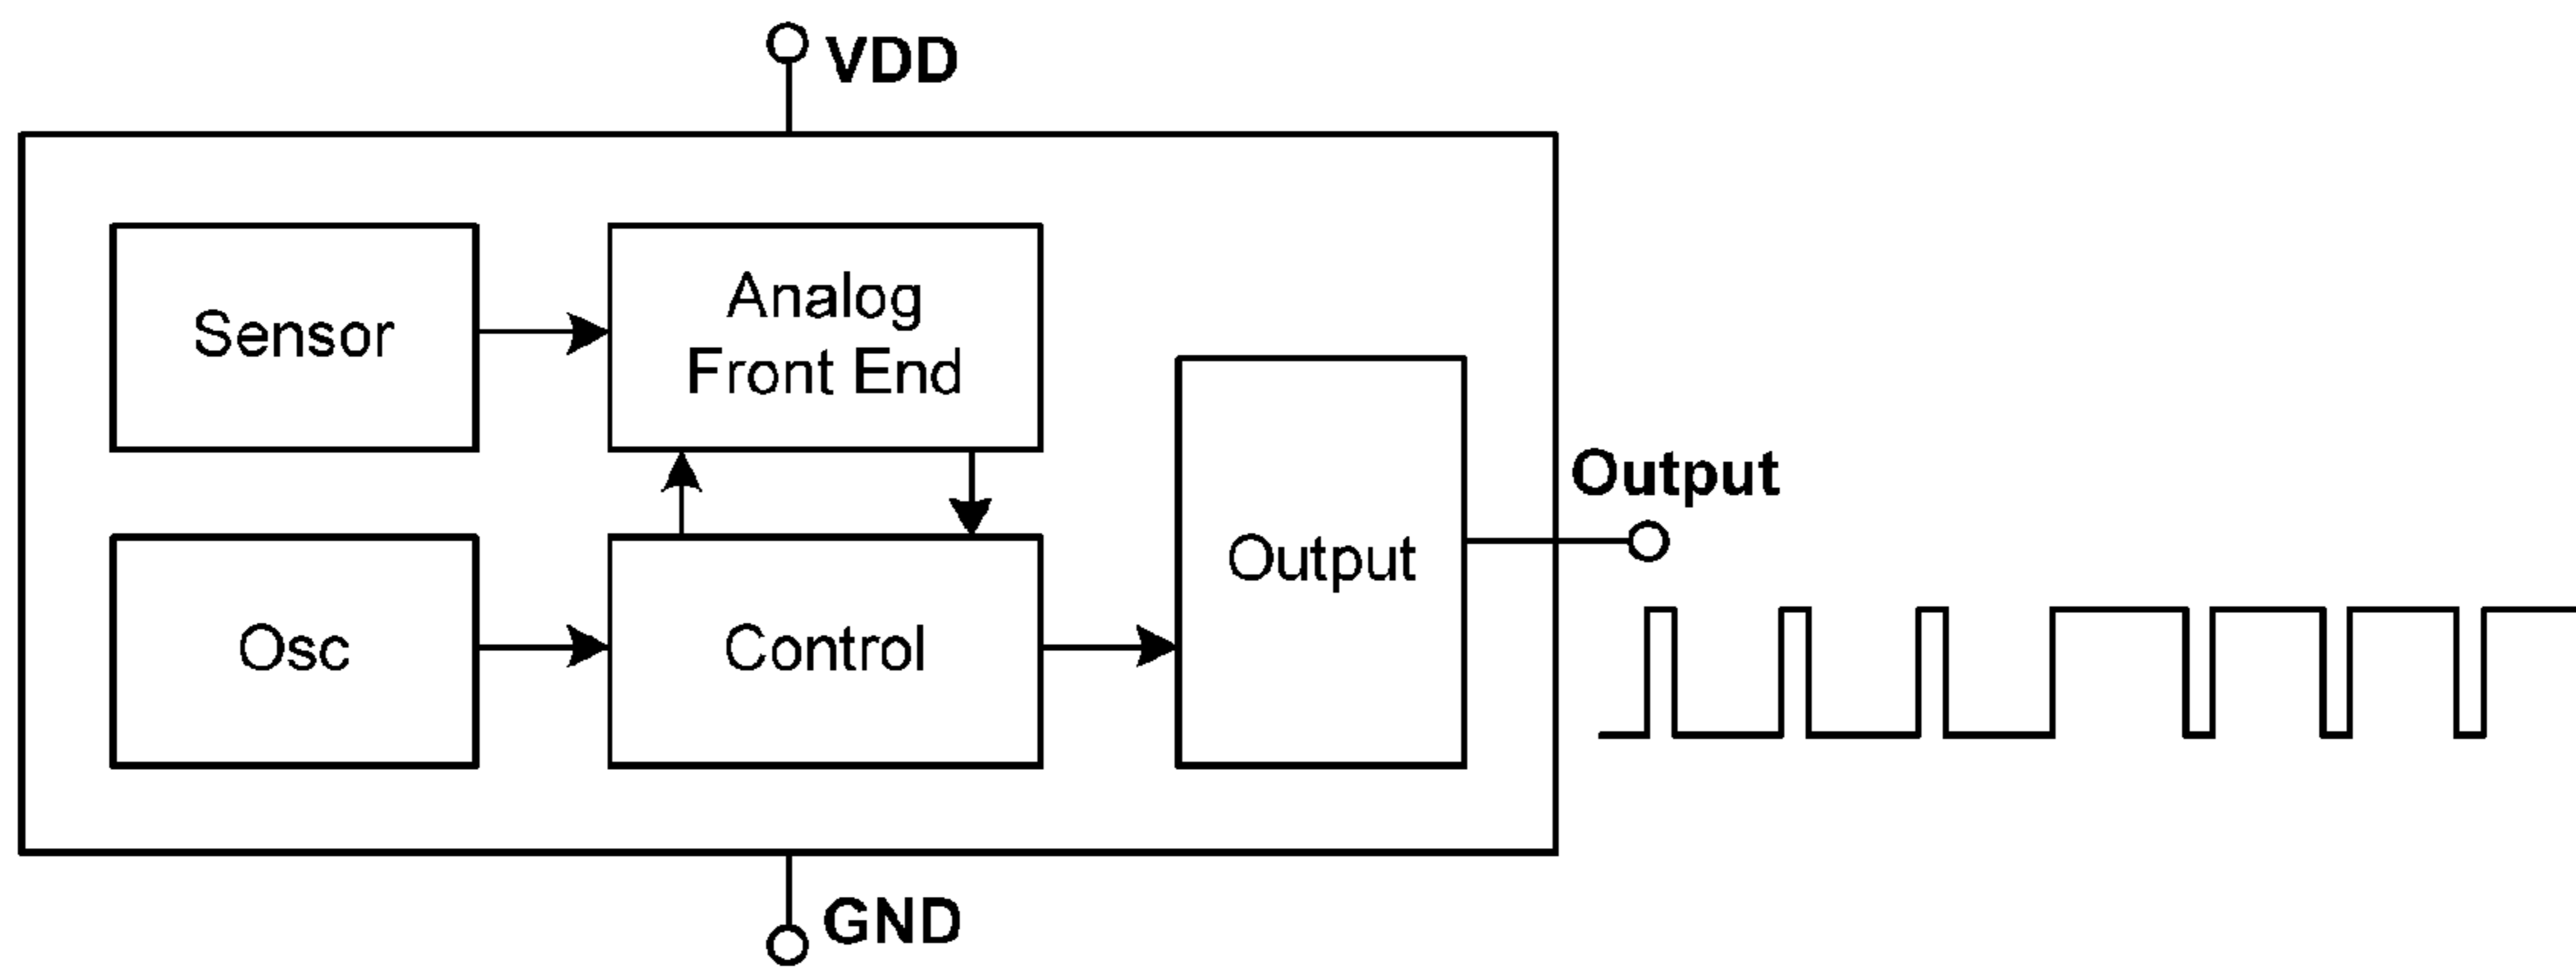 VDD
Sensor
Analog
Front End
Output
Output
Osc
Control
GND